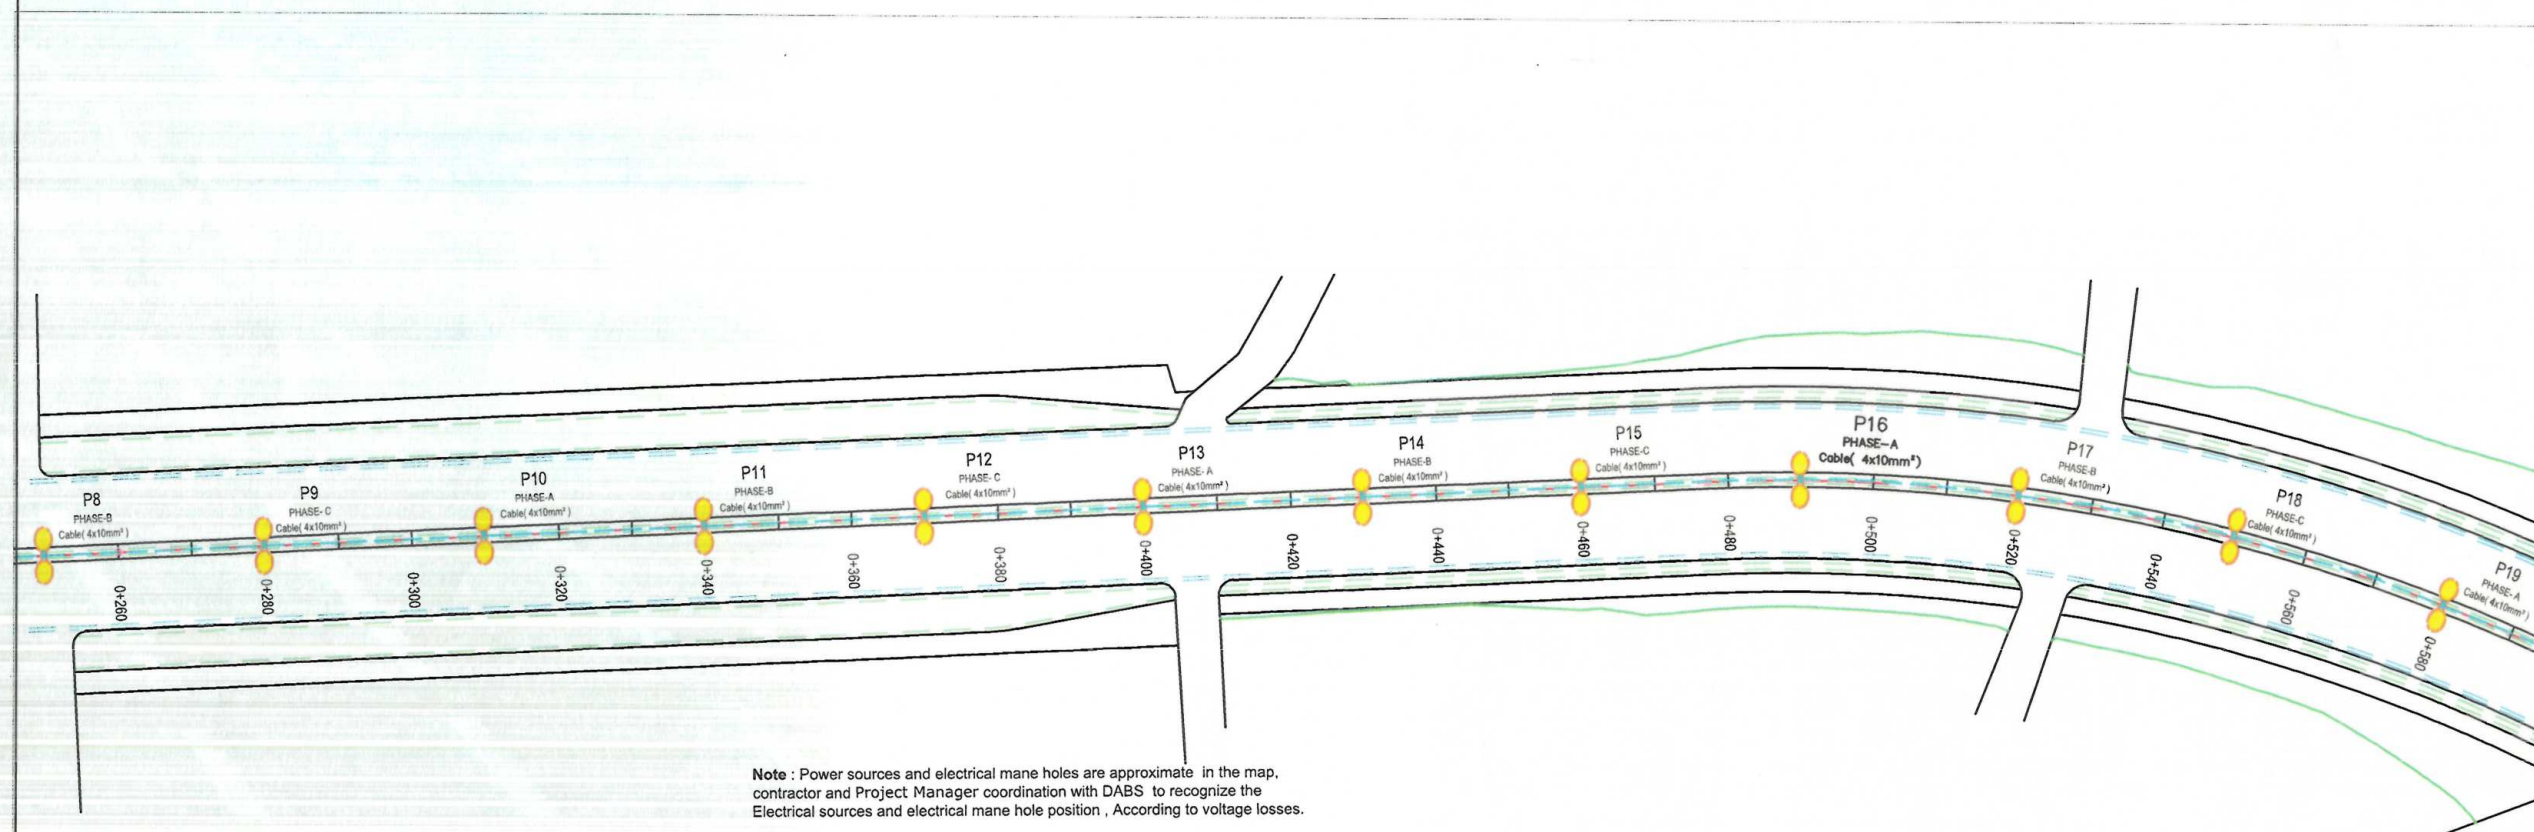 P8
PHASE-B
Cable( 4x10mm²)
P9
PHASE- C
Cable( 4x10mm²)
P10
PHASE-A
Cable( 4x10mm²)
P11
PHASE-B
Cable( 4x10mm²)
P12
PHASE- C
Cable( 4x10mm²)
P13
PHASE- A
Cable( 4x10mm²)
P14
PHASE-B
Cable( 4x10mm²)
P15
PHASE-C
Cable( 4x10mm²)
P16
PHASE-A
Cable( 4x10mm²)
P17
PHASE-B
Cable( 4x10mm²)
P18
PHASE-C
Cable( 4x10mm²)
P19
PHASE- A
Cable( 4x10mm²)
0+260
0+280
0+300
0+320
0+340
0+360
0+380
0+400
0+420
0+440
0+460
0+480
0+500
0+520
0+540
0+560
0+580
Note : Power sources and electrical mane holes are approximate in the map,
contractor and Project Manager coordination with DABS to recognize the
Electrical sources and electrical mane hole position , According to voltage losses.